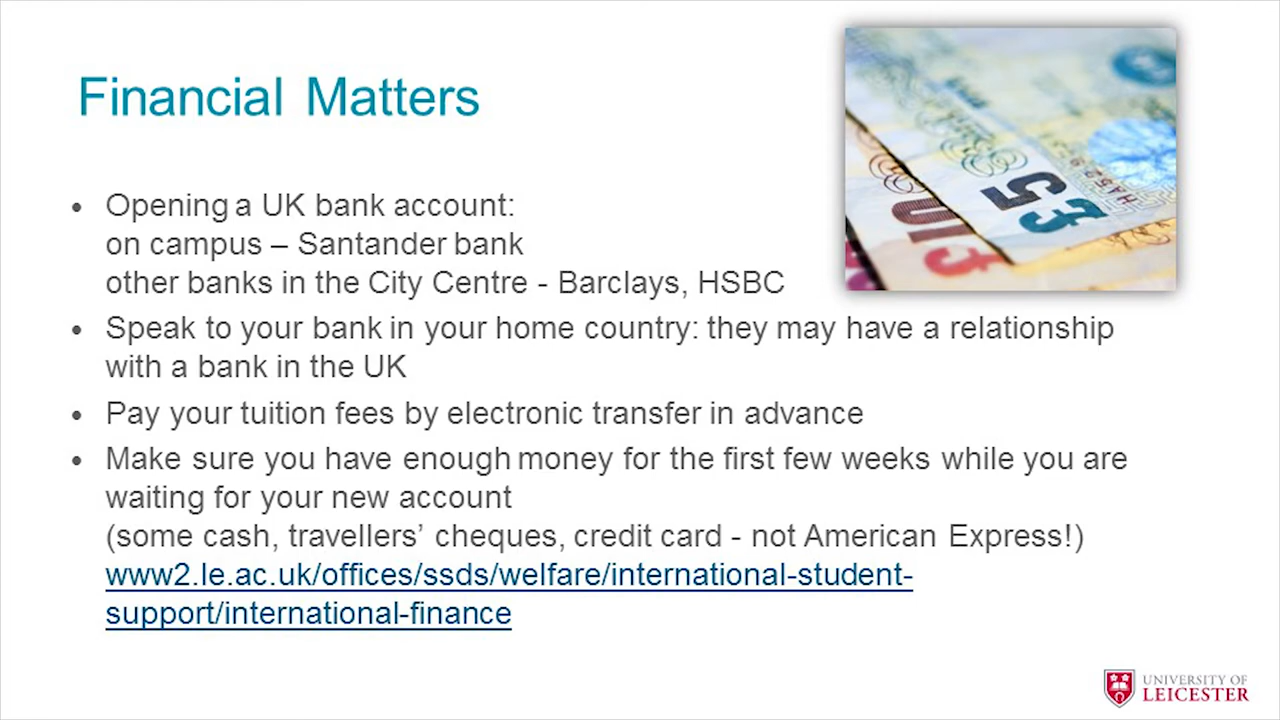 Financial Matters
• Opening a UK bank account:
on campus – Santander bank
other banks in the City Centre - Barclays, HSBC
• Speak to your bank in your home country: they may have a relationship
with a bank in the UK
• Pay your tuition fees by electronic transfer in advance
• Make sure you have enough money for the first few weeks while you are
waiting for your new account
(some cash, travellers’ cheques, credit card - not American Express!)
www2.le.ac.uk/offices/ssds/welfare/international-student-
support/international-finance
£5
£10
UNIVERSITY OF
LEICESTER